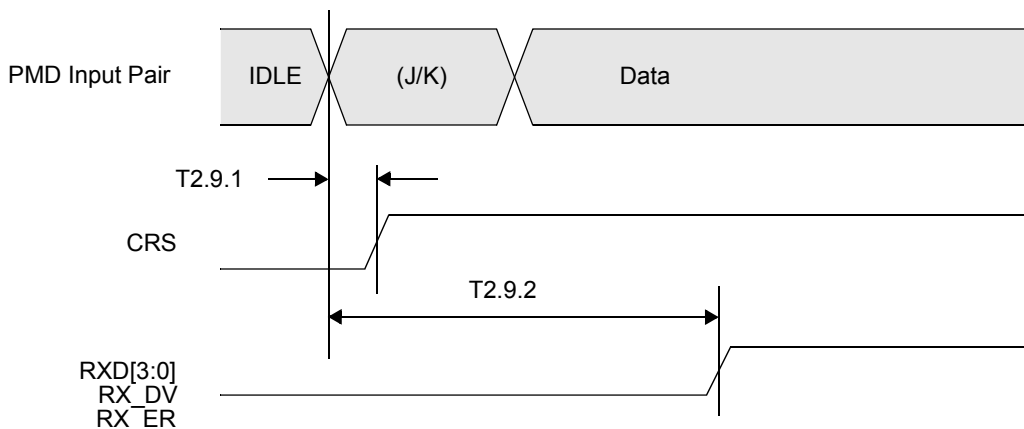 PMD Input Pair
IDLE
(J/K)
Data
T2.9.1
CRS
T2.9.2
RXD[3:0]
RX_DV
RX_ER